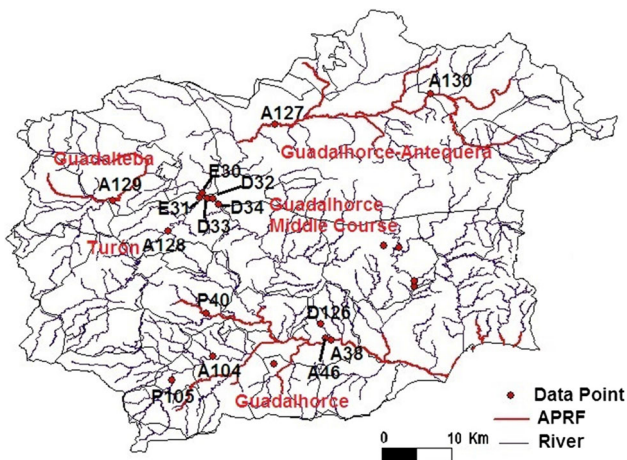 A130
A127
Guadalteba
Guadalhorce-Antequera
E30
D32
A129
Guadalhorce
E31
D34
Middle Course
D33
Turón
A128
P40
D126
A38
A104
A46
P105
Guadalhorce
Data Point
APRF
River
0 10 Km